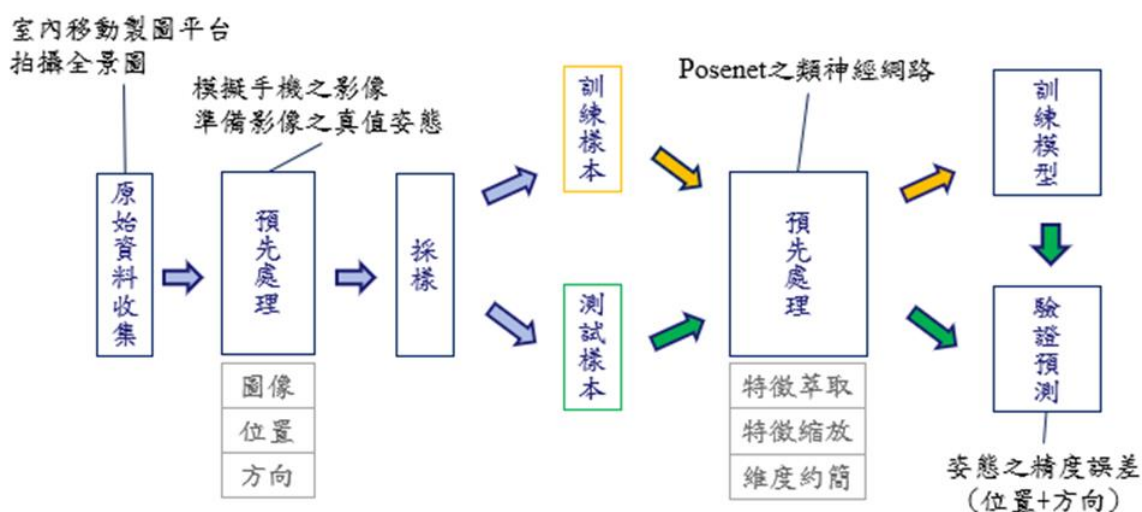 室內移動製圖平台
拍攝全景圖
模擬手機之影像
準備影像之真值姿態
原始資料收集
預先處理
圖像
位置
方向
採樣
訓練樣本
測試樣本
Posenet之類神經網路
預先處理
特徵萃取
特徵縮放
維度約簡
訓練模型
驗證預測
姿態之精度誤差
(位置+方向)